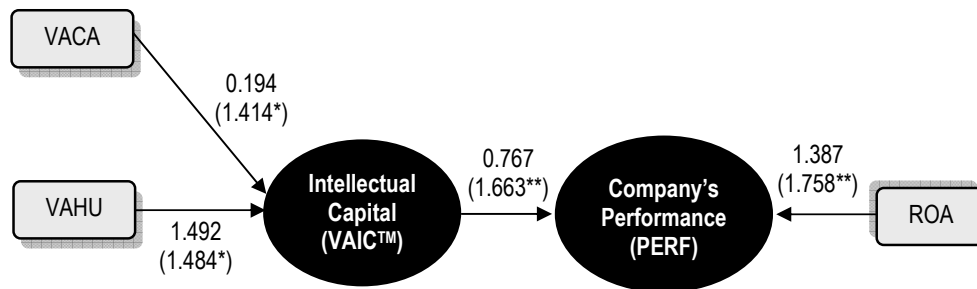 VACA
0.194
(1.414*)
VAHU
1.492
(1.484*)
Intellectual
Capital
(VAIC™)
0.767
(1.663**)
Company's
Performance
(PERF)
1.387
(1.758**)
ROA